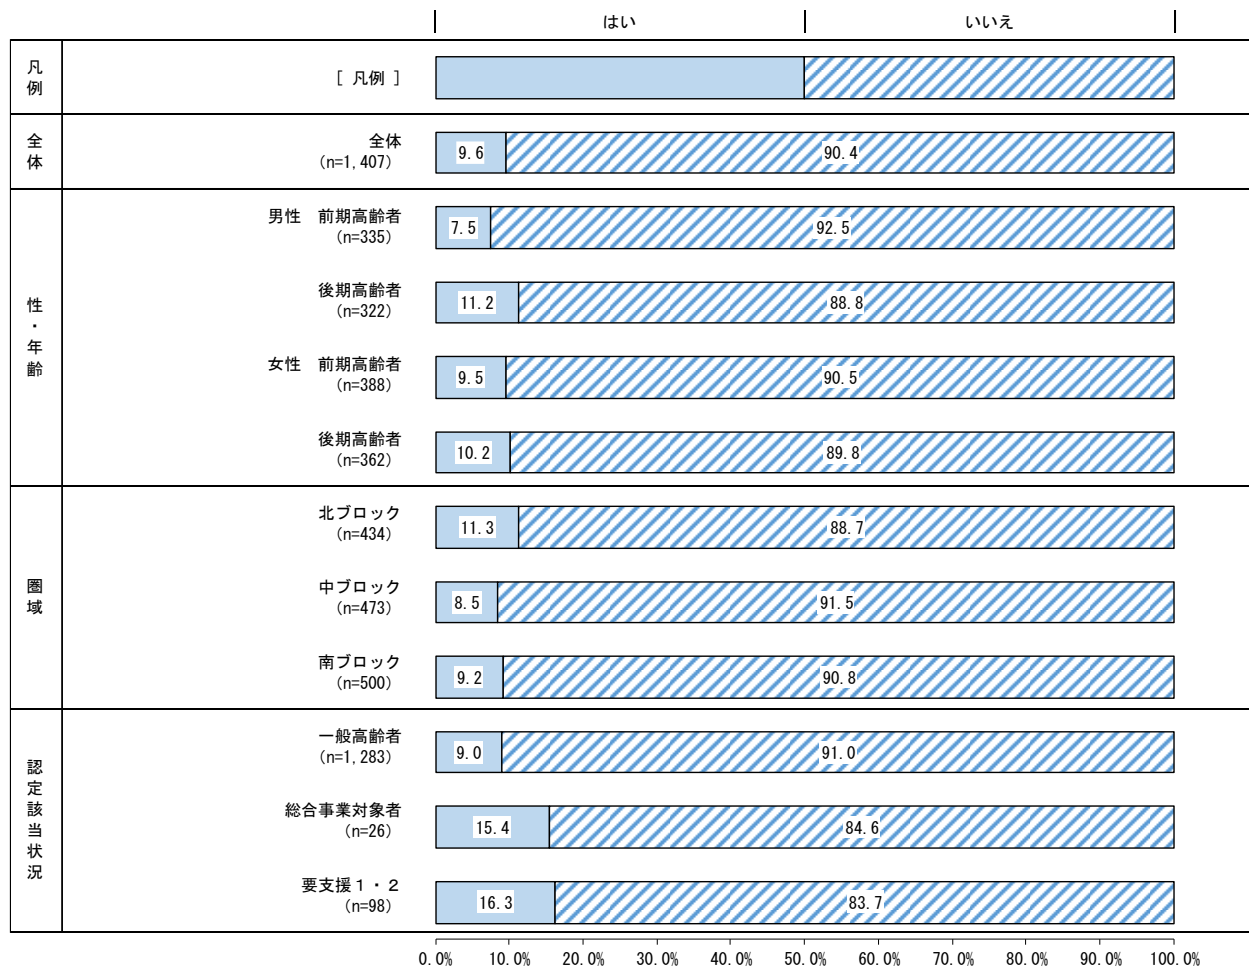 はい いいえ
凡例 [ 凡例 ]
全体 全体
(n=1,407) 9.6 90.4
性・年齢
男性　前期高齢者
(n=335) 7.5 92.5
後期高齢者
(n=322) 11.2 88.8
女性　前期高齢者
(n=388) 9.5 90.5
後期高齢者
(n=362) 10.2 89.8
圏域
北ブロック
(n=434) 11.3 88.7
中ブロック
(n=473) 8.5 91.5
南ブロック
(n=500) 9.2 90.8
認定該当状況
一般高齢者
(n=1,283) 9.0 91.0
総合事業対象者
(n=26) 15.4 84.6
要支援１・２
(n=98) 16.3 83.7
0.0% 10.0% 20.0% 30.0% 40.0% 50.0% 60.0% 70.0% 80.0% 90.0% 100.0%